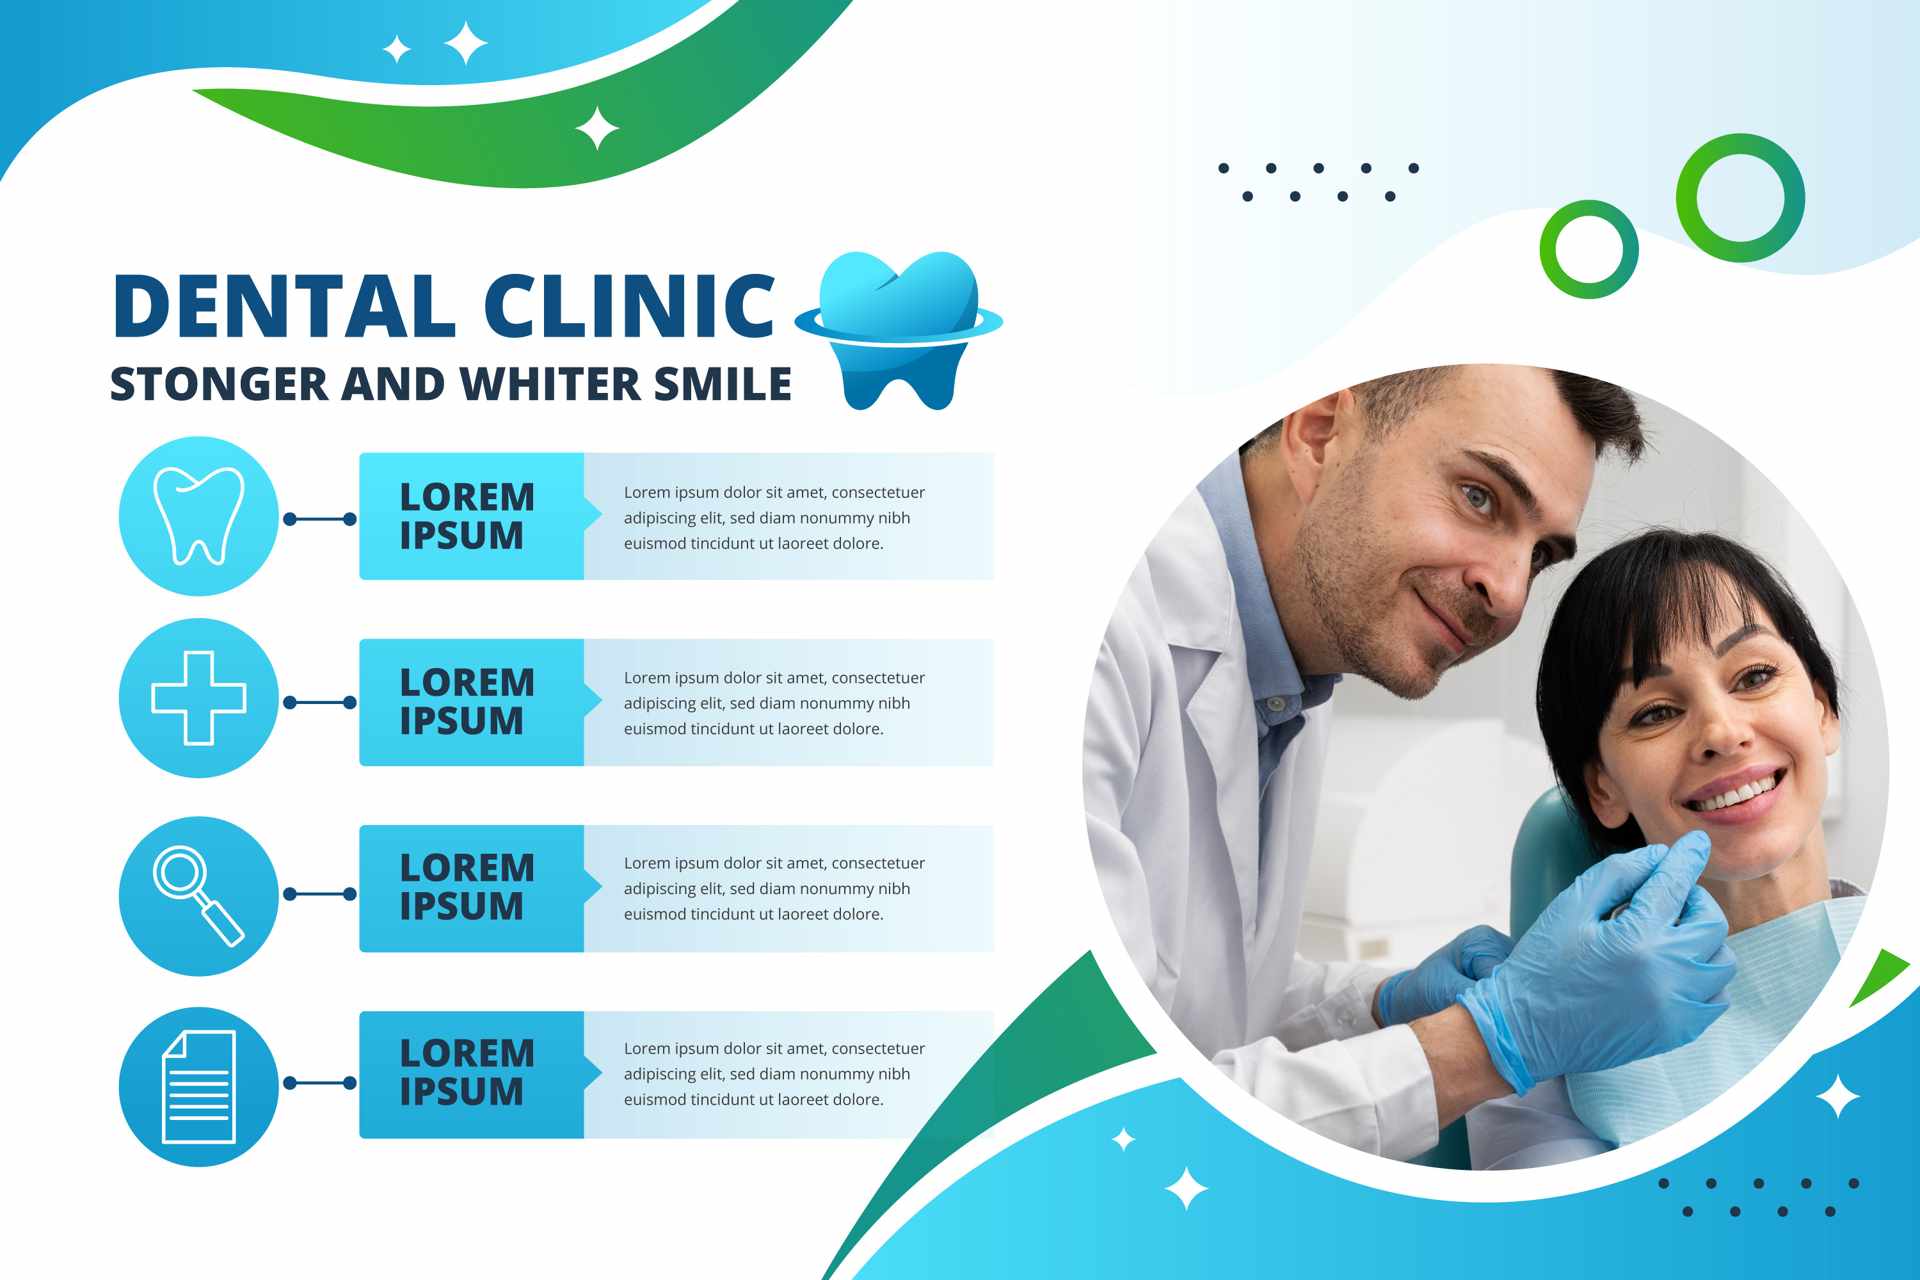 DENTAL CLINIC
STONGER AND WHITER SMILE
LOREM
IPSUM
Lorem ipsum dolor sit amet, consectetuer
adipiscing elit, sed diam nonummy nibh
euismod tincidunt ut laoreet dolore.
LOREM
IPSUM
Lorem ipsum dolor sit amet, consectetuer
adipiscing elit, sed diam nonummy nibh
euismod tincidunt ut laoreet dolore.
LOREM
IPSUM
Lorem ipsum dolor sit amet, consectetuer
adipiscing elit, sed diam nonummy nibh
euismod tincidunt ut laoreet dolore.
LOREM
IPSUM
Lorem ipsum dolor sit amet, consectetuer
adipiscing elit, sed diam nonummy nibh
euismod tincidunt ut laoreet dolore.